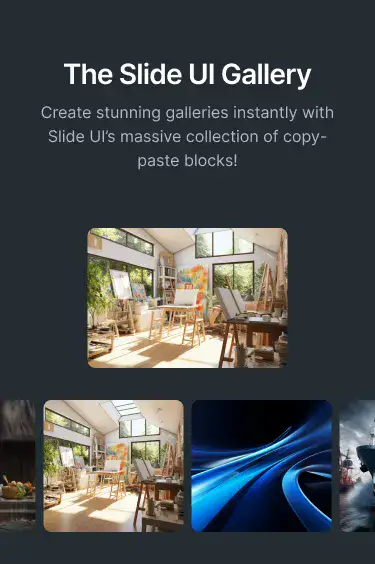 The Slide UI Gallery
Create stunning galleries instantly with
Slide UI's massive collection of copy-
paste blocks!